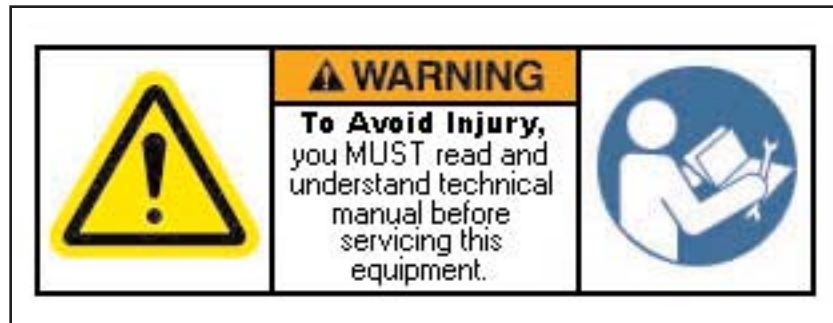 WARNING
To Avoid Injury,
you MUST read and
understand technical
manual before
servicing this
equipment.